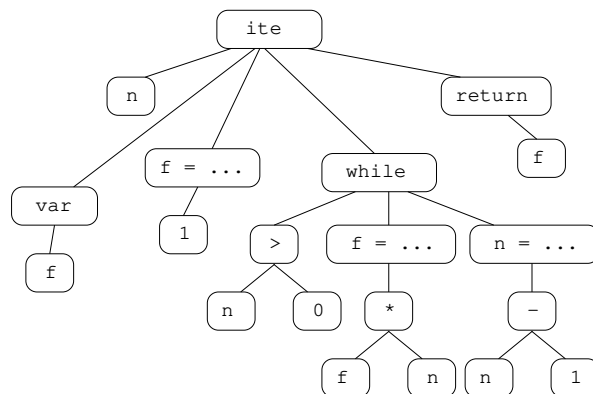 ite
n
return
f = ...
f
while
var
1
> f = ... n = ...
f
n 0 * −
f n n 1